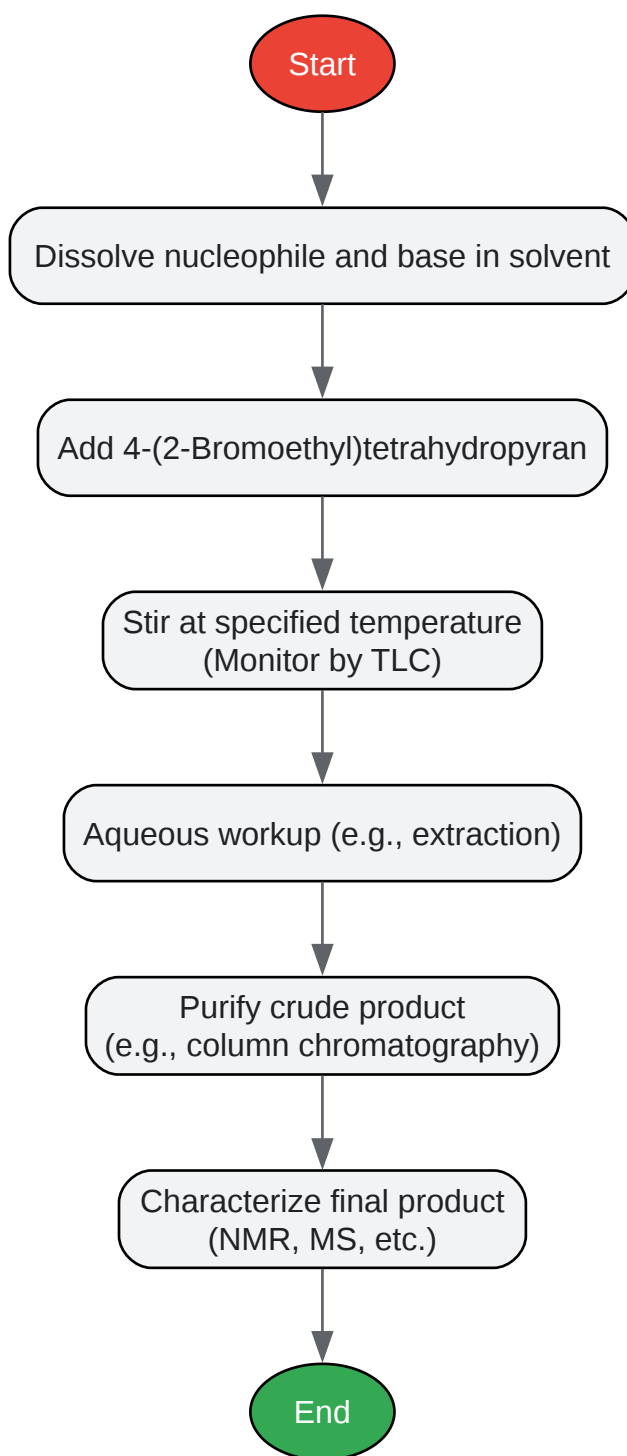 Start
Dissolve nucleophile and base in solvent
Add 4-(2-Bromoethyl)tetrahydropyran
Stir at specified temperature
(Monitor by TLC)
Aqueous workup (e.g., extraction)
Purify crude product
(e.g., column chromatography)
Characterize final product
(NMR, MS, etc.)
End